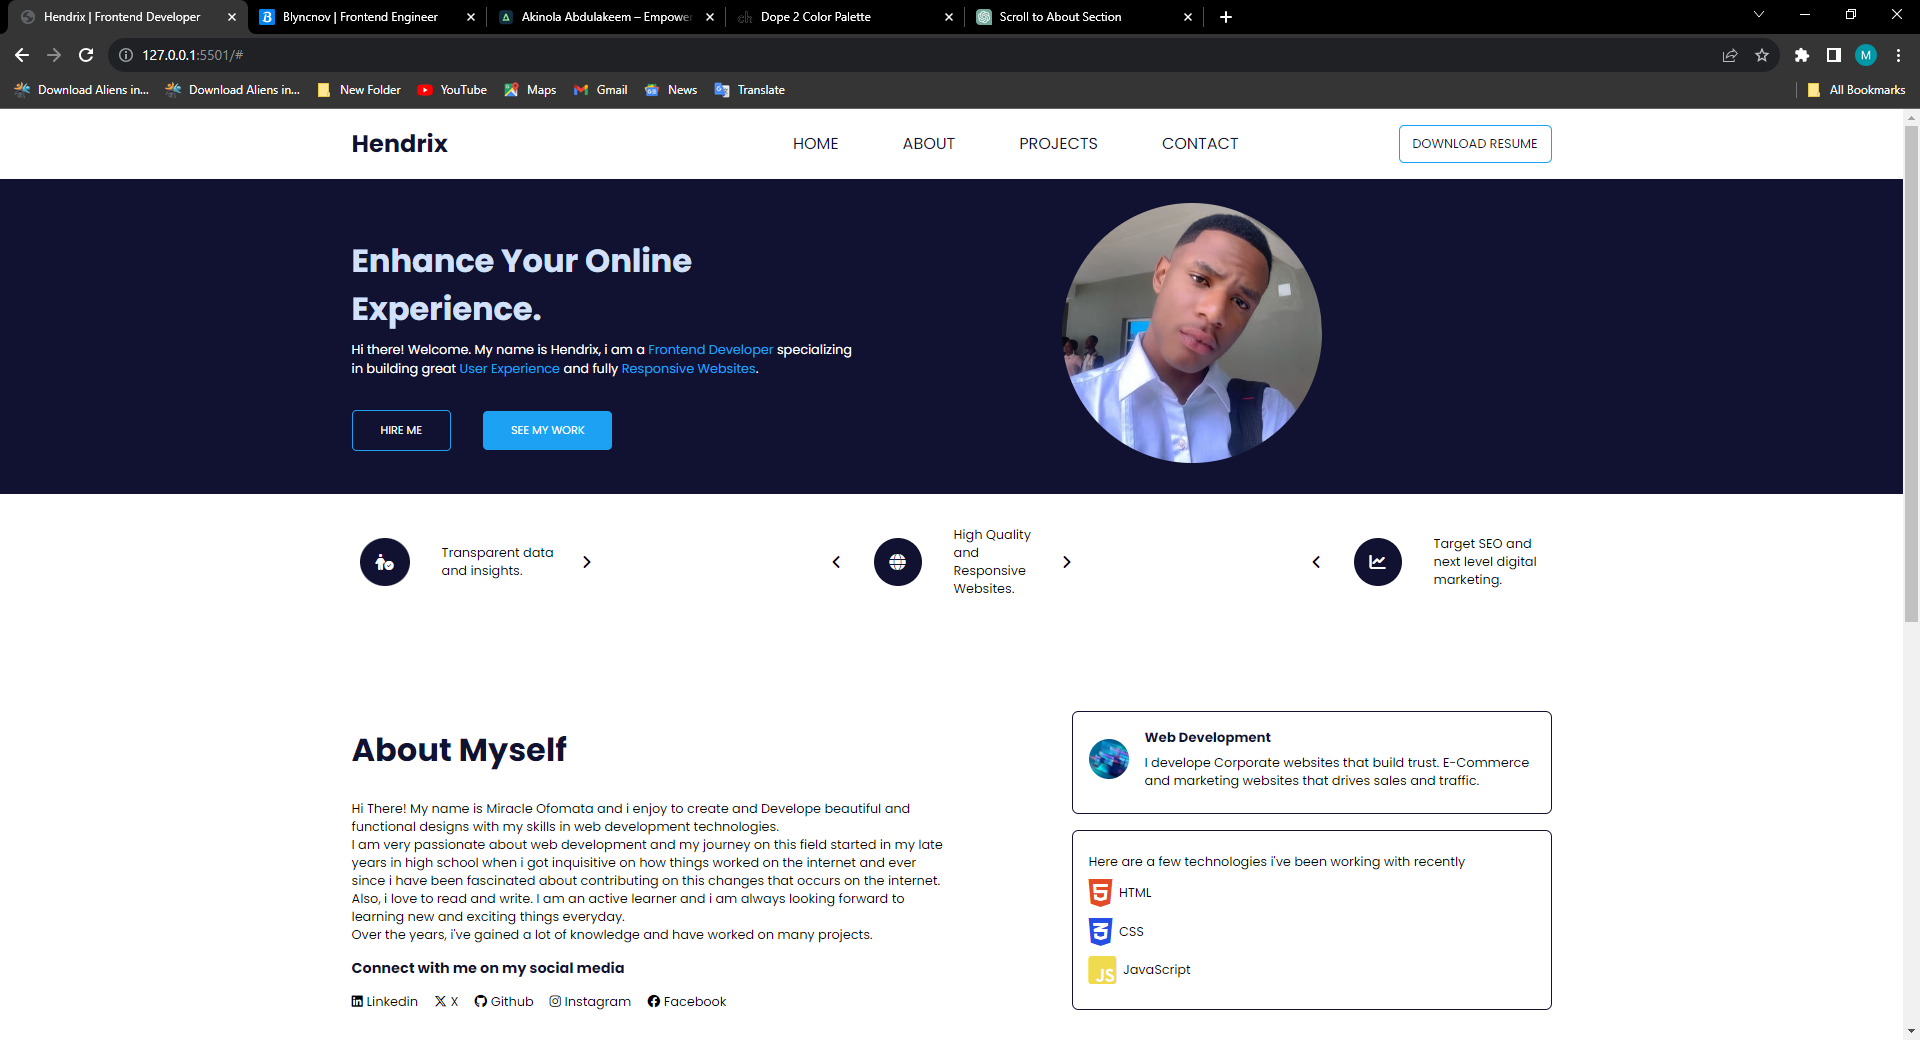 Hendrix | Frontend Developer
Blyncnov | Frontend Engineer
Akinola Abdulakeem – Empower
Dope 2 Color Palette
Scroll to About Section
127.0.0.1:5501/#
M
Download Aliens in...
Download Aliens in...
New Folder
YouTube
Maps
Gmail
News
Translate
All Bookmarks
Hendrix
HOME
ABOUT
PROJECTS
CONTACT
DOWNLOAD RESUME
Enhance Your Online
Experience.
Hi there! Welcome. My name is Hendrix, i am a Frontend Developer specializing
in building great User Experience and fully Responsive Websites.
HIRE ME
SEE MY WORK
Transparent data
and insights.
High Quality
and
Responsive
Websites.
Target SEO and
next level digital
marketing.
About Myself
Hi There! My name is Miracle Ofomata and i enjoy to create and Develope beautiful and
functional designs with my skills in web development technologies.
I am very passionate about web development and my journey on this field started in my late
years in high school when i got inquisitive on how things worked on the internet and ever
since i have been fascinated about contributing on this changes that occurs on the internet.
Also, i love to read and write. I am an active learner and i am always looking forward to
learning new and exciting things everyday.
Over the years, i've gained a lot of knowledge and have worked on many projects.
Connect with me on my social media
Linkedin
X
Github
Instagram
Facebook
Web Development
I develope Corporate websites that build trust. E-Commerce
and marketing websites that drives sales and traffic.
Here are a few technologies i've been working with recently
HTML
CSS
JS JavaScript